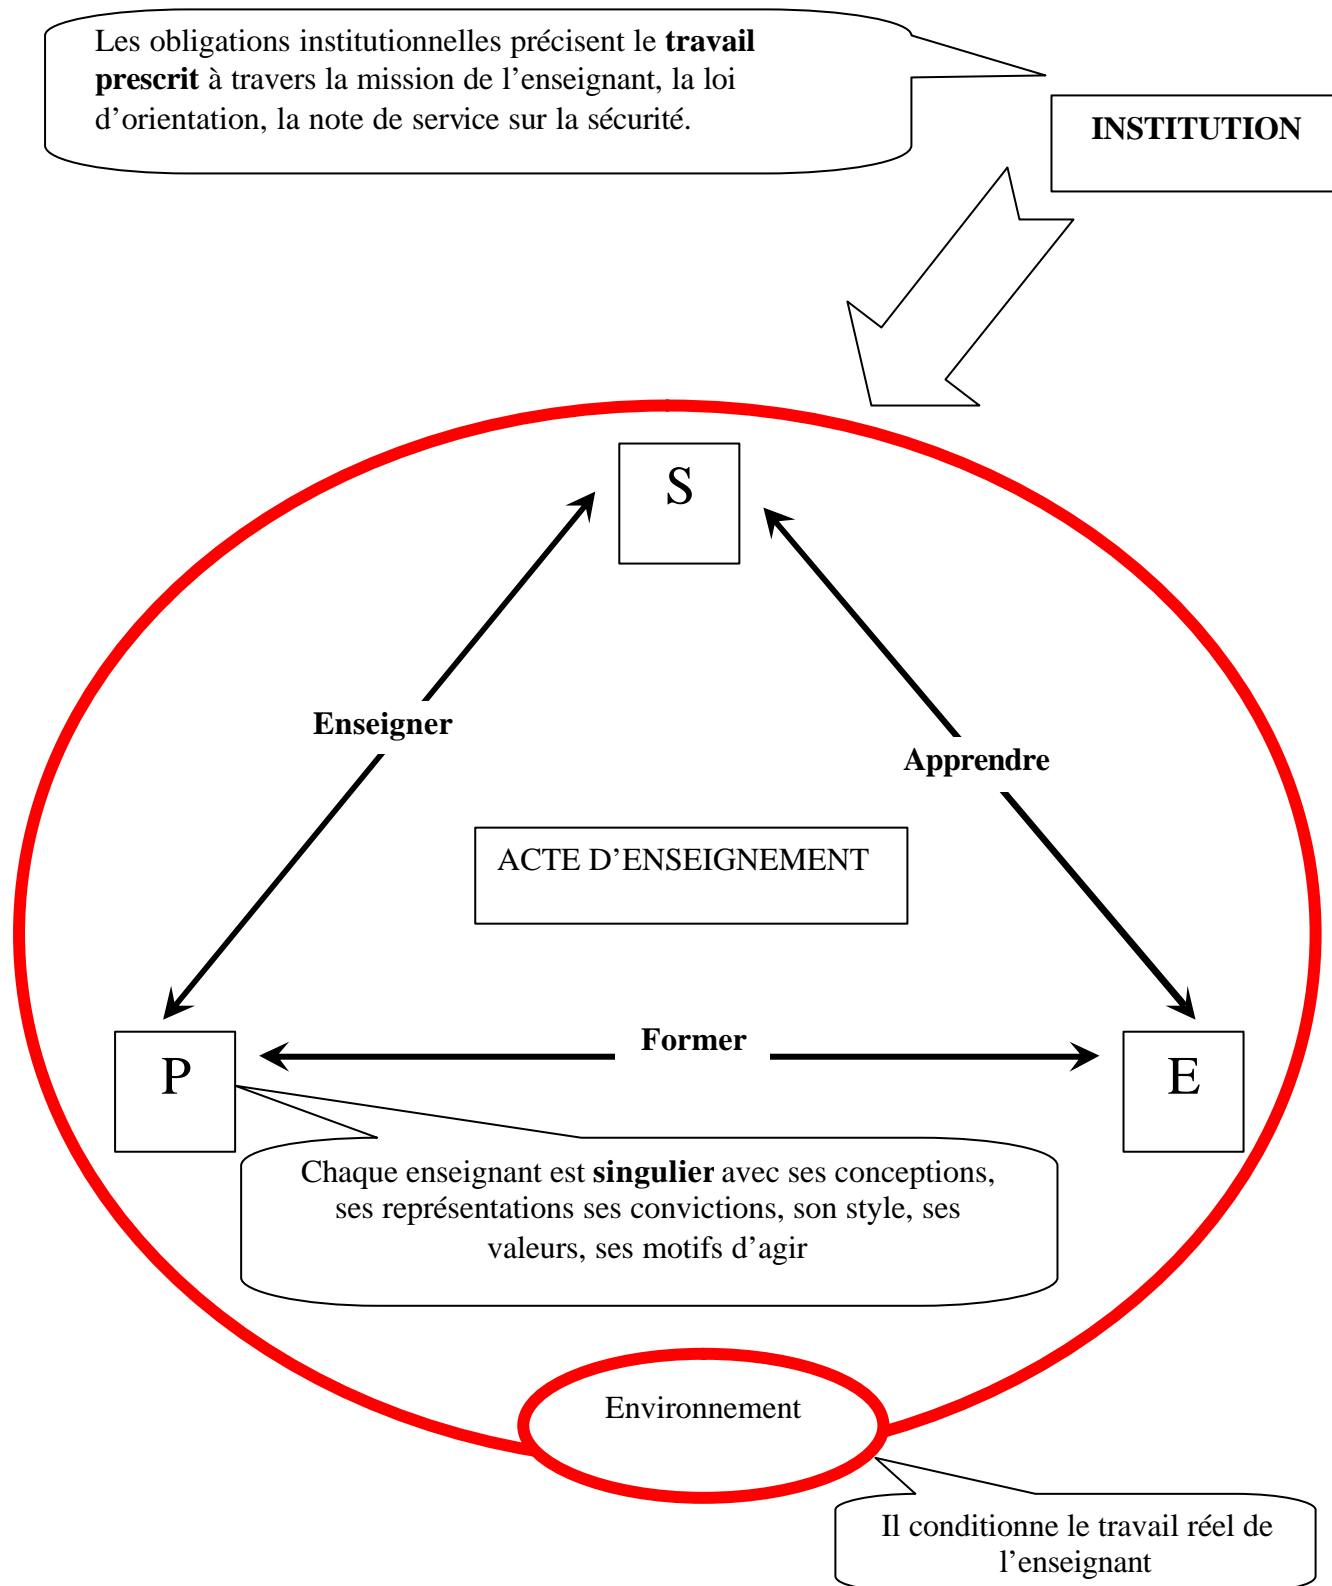 Les obligations institutionnelles précisent le travail
prescrit à travers la mission de l’enseignant, la loi
d’orientation, la note de service sur la sécurité.
INSTITUTION
S
Enseigner
Apprendre
ACTE D’ENSEIGNEMENT
Former
P
E
Chaque enseignant est singulier avec ses conceptions,
ses représentations ses convictions, son style, ses
valeurs, ses motifs d’agir
Environnement
Il conditionne le travail réel de
l’enseignant